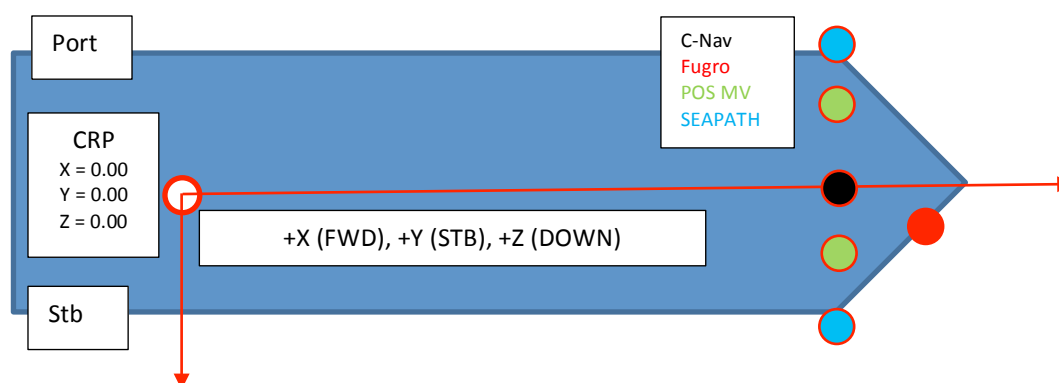 Port
C-Nav
Fugro
POS MV
SEAPATH
CRP
X = 0.00
Y = 0.00
Z = 0.00
+X (FWD), +Y (STB), +Z (DOWN)
Stb